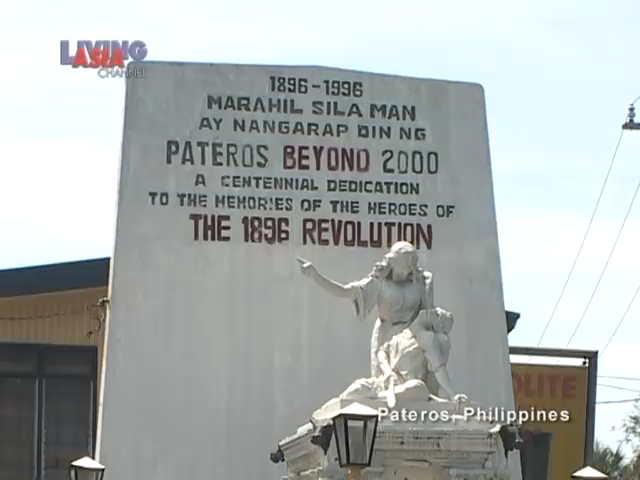 LIVING
ASIA
CHANNEL
1896-1996
MARAHIL SILA MAN
AY NANGARAP DIN NG
PATEROS BEYOND 2000
A CENTENNIAL DEDICATION
TO THE MEMORIES OF THE HEROES OF
THE 1896 REVOLUTION
OLITE
Pateros, Philippines